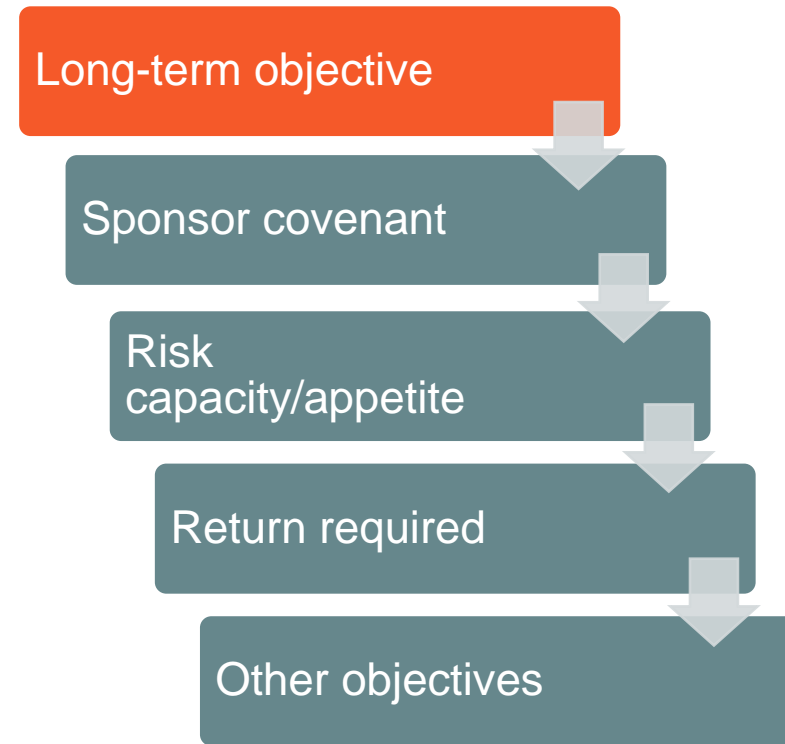 Long-term objective
Sponsor covenant
Risk
capacity/appetite
Return required
Other objectives